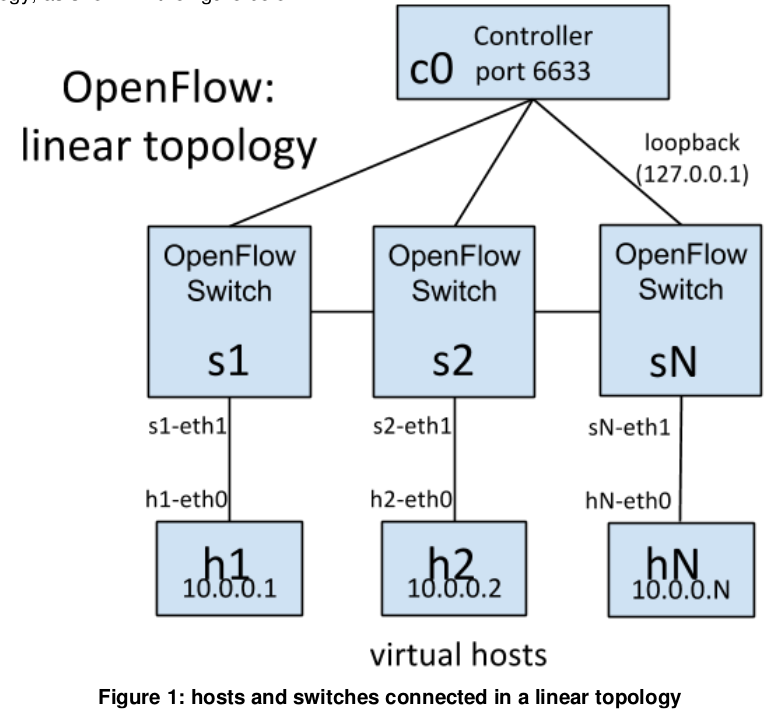 Controller
c0 port 6633
OpenFlow:
linear topology
loopback
(127.0.0.1)
OpenFlow
Switch
s1
OpenFlow
Switch
s2
OpenFlow
Switch
sN
s1-eth1
s2-eth1
sN-eth1
h1-eth0
h2-eth0
hN-eth0
h1
10.0.0.1
h2
10.0.0.2
hN
10.0.0.N
virtual hosts
Figure 1: hosts and switches connected in a linear topology